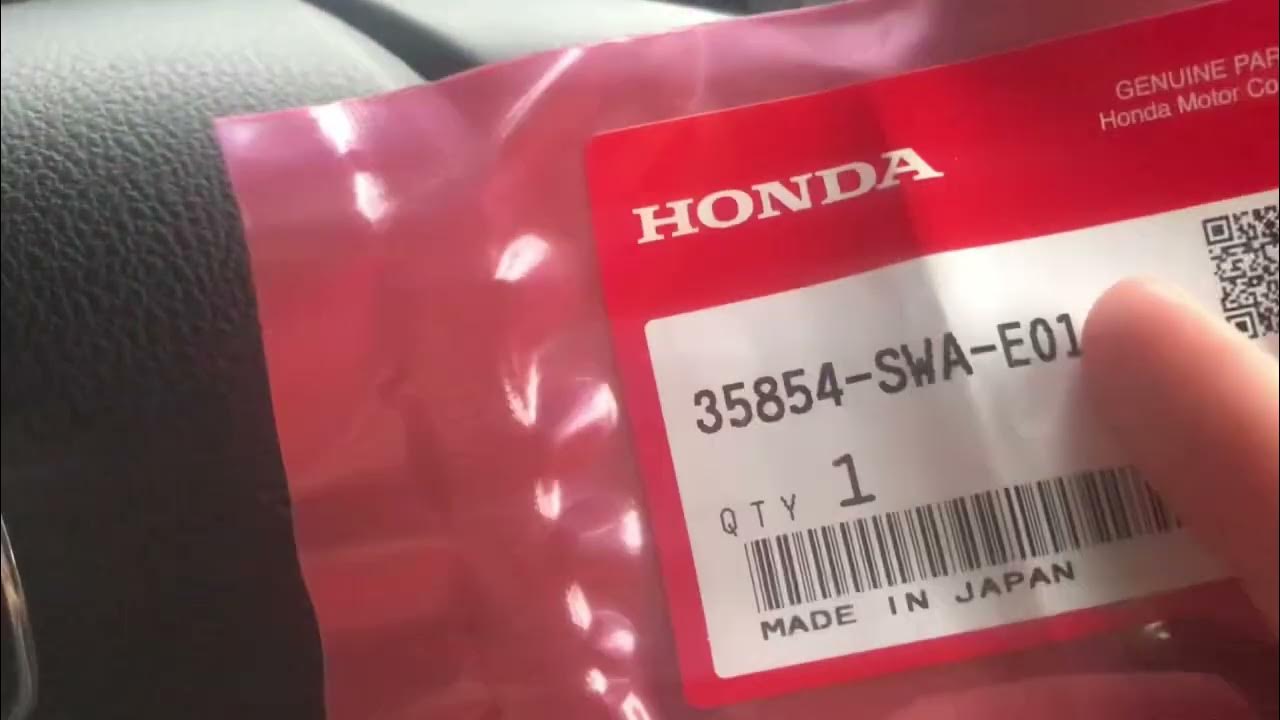 GENUINE PAR
Honda Motor Co
HONDA
35854-SWA-E01
QTY 1
MADE IN JAPAN